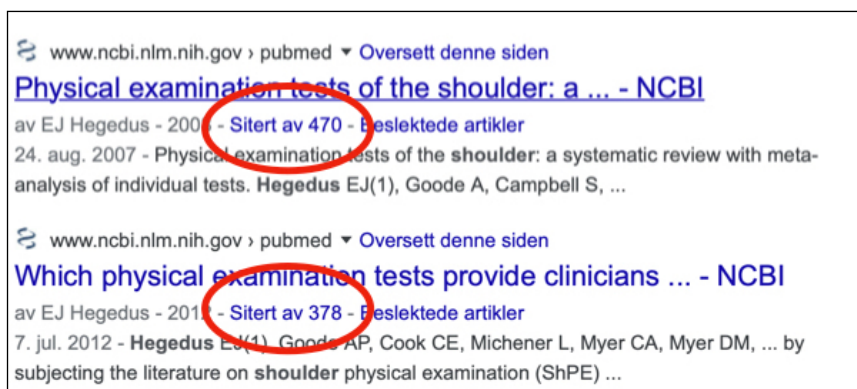 www.ncbi.nlm.nih.gov › pubmed ▼ Oversett denne siden
Physical examination tests of the shoulder: a ... - NCBI
av EJ Hegedus - 200 - Sitert av 470 - Beslektede artikler
24. aug. 2007 - Physical examination tests of the shoulder: a systematic review with meta-
analysis of individual tests. Hegedus EJ(1), Goode A, Campbell S, ...
www.ncbi.nlm.nih.gov › pubmed ▼ Oversett denne siden
Which physical examination tests provide clinicians ... - NCBI
av EJ Hegedus - 2012 - Sitert av 378 - Beslektede artikler
7. jul. 2012 - Hegedus EJ(1), Goode AP, Cook CE, Michener L, Myer CA, Myer DM, ... by
subjecting the literature on shoulder physical examination (ShPE) ...